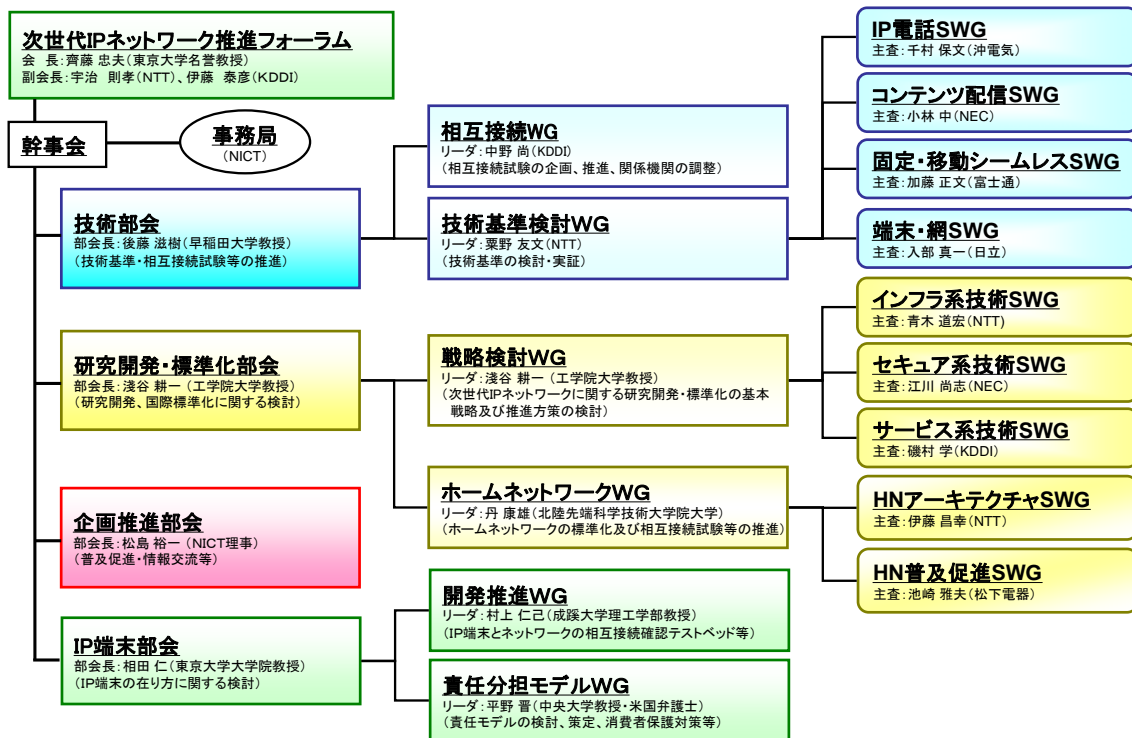 次世代IPネットワーク推進フォーラム
会　長：齊藤 忠夫（東京大学名誉教授）
副会長：宇治　則孝（NTT）、伊藤　泰彦（KDDI）
幹事会
事務局
（NICT）
技術部会
部会長：後藤 滋樹（早稲田大学教授）
（技術基準・相互接続試験等の推進）
相互接続WG
リーダ：中野 尚（KDDI）
（相互接続試験の企画、推進、関係機関の調整）
技術基準検討WG
リーダ：粟野 友文（NTT）
（技術基準の検討・実証）
IP電話SWG
主査：千村 保文（沖電気）
コンテンツ配信SWG
主査：小林 中（NEC）
固定・移動シームレスSWG
主査：加藤 正文（富士通）
端末・網SWG
主査：入部 真一（日立）
研究開発・標準化部会
部会長：淺谷 耕一 （工学院大学教授）
（研究開発、国際標準化に関する検討）
戦略検討WG
リーダ：淺谷 耕一 （工学院大学教授）
（次世代IPネットワークに関する研究開発・標準化の基本
戦略及び推進方策の検討）
インフラ系技術SWG
主査：青木 道宏（NTT)
セキュア系技術SWG
主査：江川 尚志（NEC）
サービス系技術SWG
主査：磯村 学（KDDI）
ホームネットワークWG
リーダ：丹 康雄（北陸先端科学技術大学院大学）
（ホームネットワークの標準化及び相互接続試験等の推進）
HNアーキテクチャSWG
主査：伊藤 昌幸（NTT）
HN普及促進SWG
主査：池崎 雅夫（松下電器）
企画推進部会
部会長：松島 裕一 （NICT理事）
（普及促進・情報交流等）
IP端末部会
部会長：相田 仁（東京大学大学院教授）
（IP端末の在り方に関する検討）
開発推進WG
リーダ：村上 仁己（成蹊大学理工学部教授）
（IP端末とネットワークの相互接続確認テストベッド等）
責任分担モデルWG
リーダ：平野 晋（中央大学教授・米国弁護士）
（責任モデルの検討、策定、消費者保護対策等）